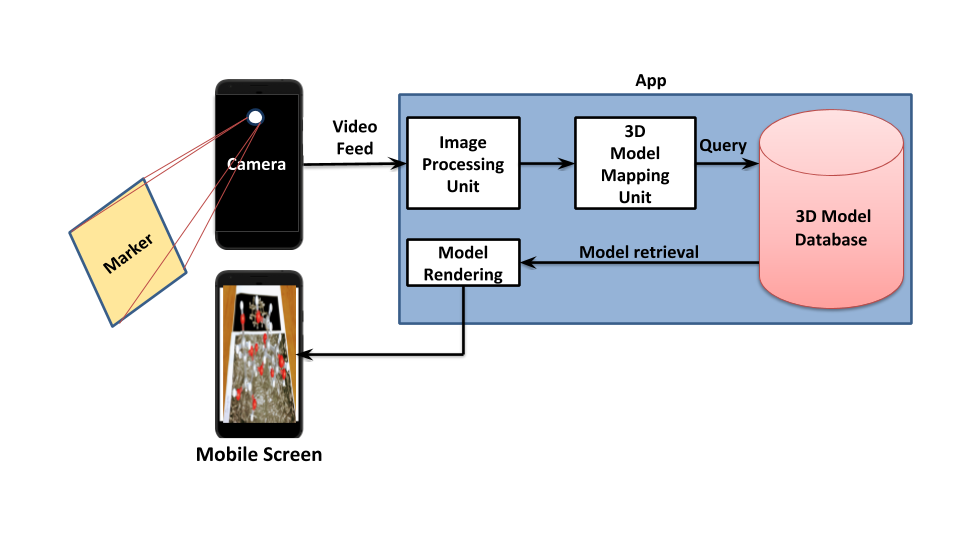 App
Video
Feed
Camera
Image
Processing
Unit
3D
Model
Mapping
Unit
Query
3D Model
Database
Marker
Model
Rendering
Model retrieval
Mobile Screen